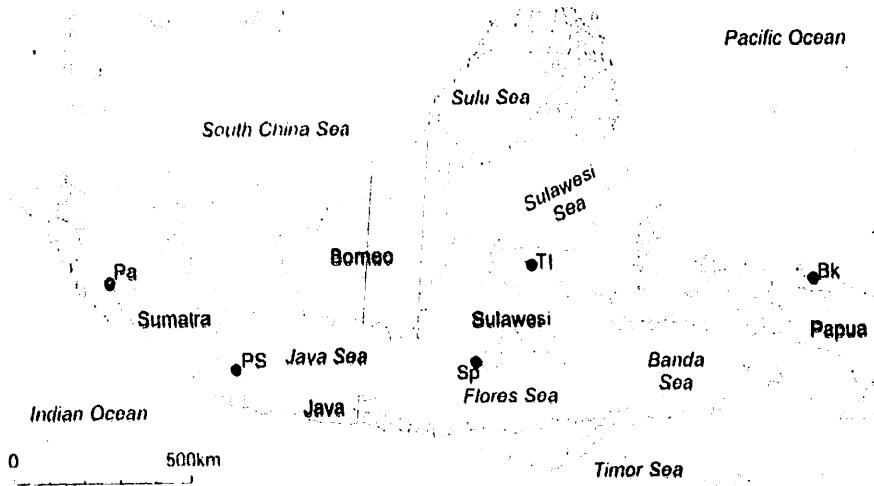 Pacific Ocean
Sulu Sea
South China Sea
Sulawesi
Sea
Borneo
Pa
Tl
Bk
Sumatra
Sulawesi
Papua
PS
Java Sea
Sp
Banda
Sea
Flores Sea
Indian Ocean
Java
0 500km
Timor Sea